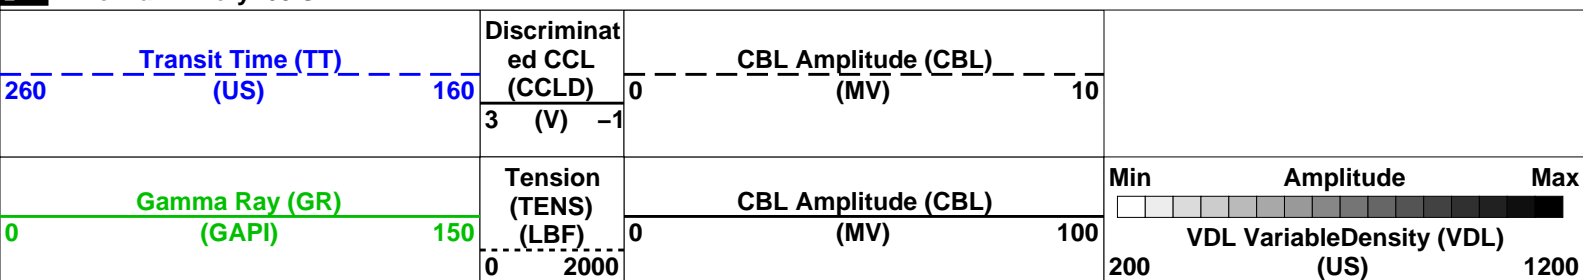 Discriminat
Transit Time (TT)
ed CCL
CBL Amplitude (CBL)
260
(US)
160
(CCLD)
0
(MV)
10
3
(V)
−1
Tension
Min
Amplitude
Max
Gamma Ray (GR)
(TENS)
CBL Amplitude (CBL)
0
(GAPI)
150
(LBF)
0
(MV)
100
VDL VariableDensity (VDL)
0
2000
200
(US)
1200